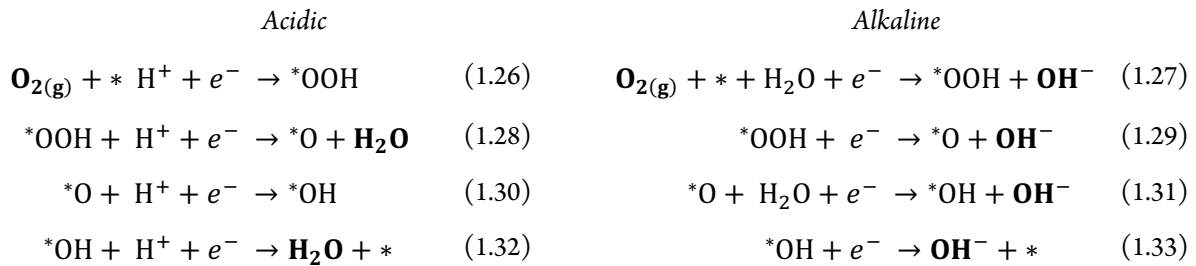 Acidic Alkaline
O₂₍g₎ + * H⁺ + e⁻ → *OOH (1.26) O₂₍g₎ + * + H₂O + e⁻ → *OOH + OH⁻ (1.27)
*OOH + H⁺ + e⁻ → *O + H₂O (1.28) *OOH + e⁻ → *O + OH⁻ (1.29)
*O + H⁺ + e⁻ → *OH (1.30) *O + H₂O + e⁻ → *OH + OH⁻ (1.31)
*OH + H⁺ + e⁻ → H₂O + * (1.32) *OH + e⁻ → OH⁻ + * (1.33)